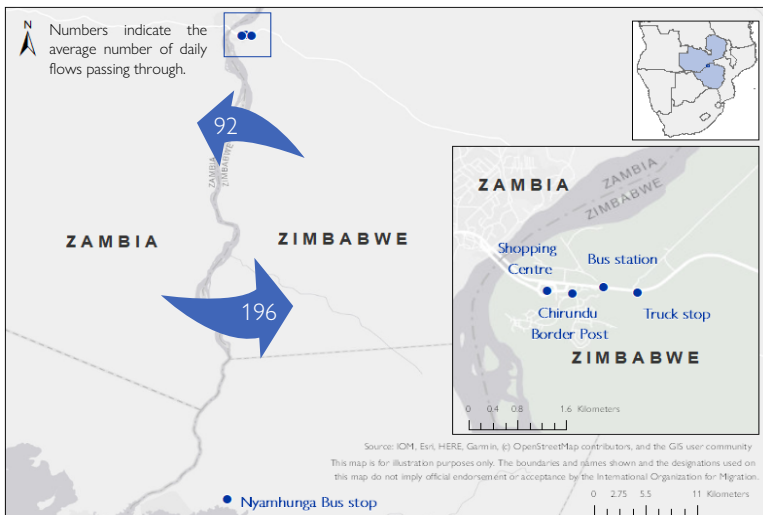 N
Numbers indicate the
average number of daily
flows passing through.
92
ZAMBIA
ZIMBABWE
ZAMBIA
ZIMBABWE
196
ZAMBIA
ZAMBIA
ZIMBABWE
Shopping
Centre
Bus station
Chirundu
Border Post
Truck stop
ZIMBABWE
0 0.4 0.8 1.6 Kilometers
Source: IOM, Esri, HERE, Garmin, (c) OpenStreetMap contributors, and the GIS user community
This map is for illustration purposes only. The boundaries and names shown and the designations used on
this map do not imply official endorsement or acceptance by the International Organization for Migration.
0 2.75 5.5 11 Kilometers
Nyamhunga Bus stop